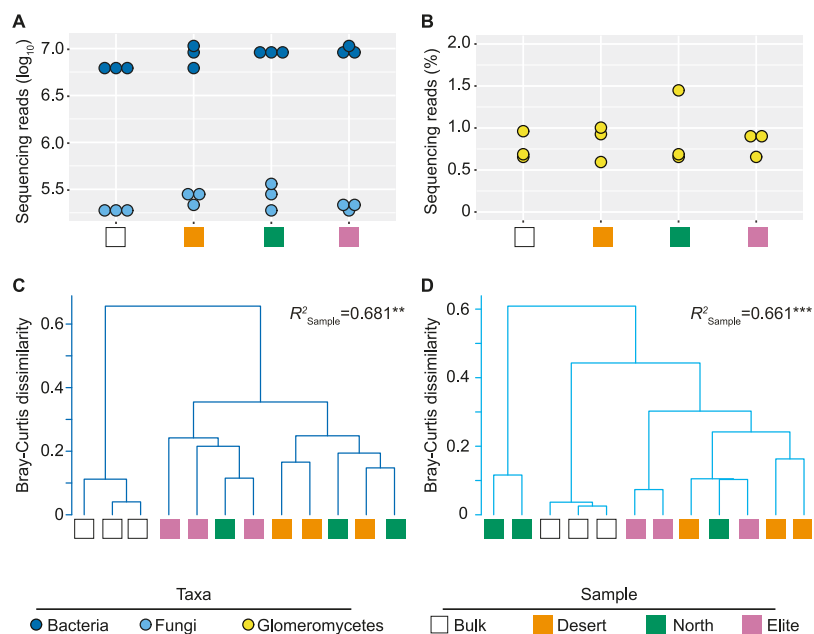 A
B
Sequencing reads (log10)
7.0
6.5
6.0
5.5
Sequencing reads (%)
2.0
1.5
1.0
0.5
0
C
D
Bray-Curtis dissimilarity
0.6
0.4
0.2
0
R2Sample=0.681**
Bray-Curtis dissimilarity
0.6
0.4
0.2
0
R2Sample=0.661***
Taxa
Bacteria Fungi Glomeromycetes
Sample
Bulk Desert North Elite